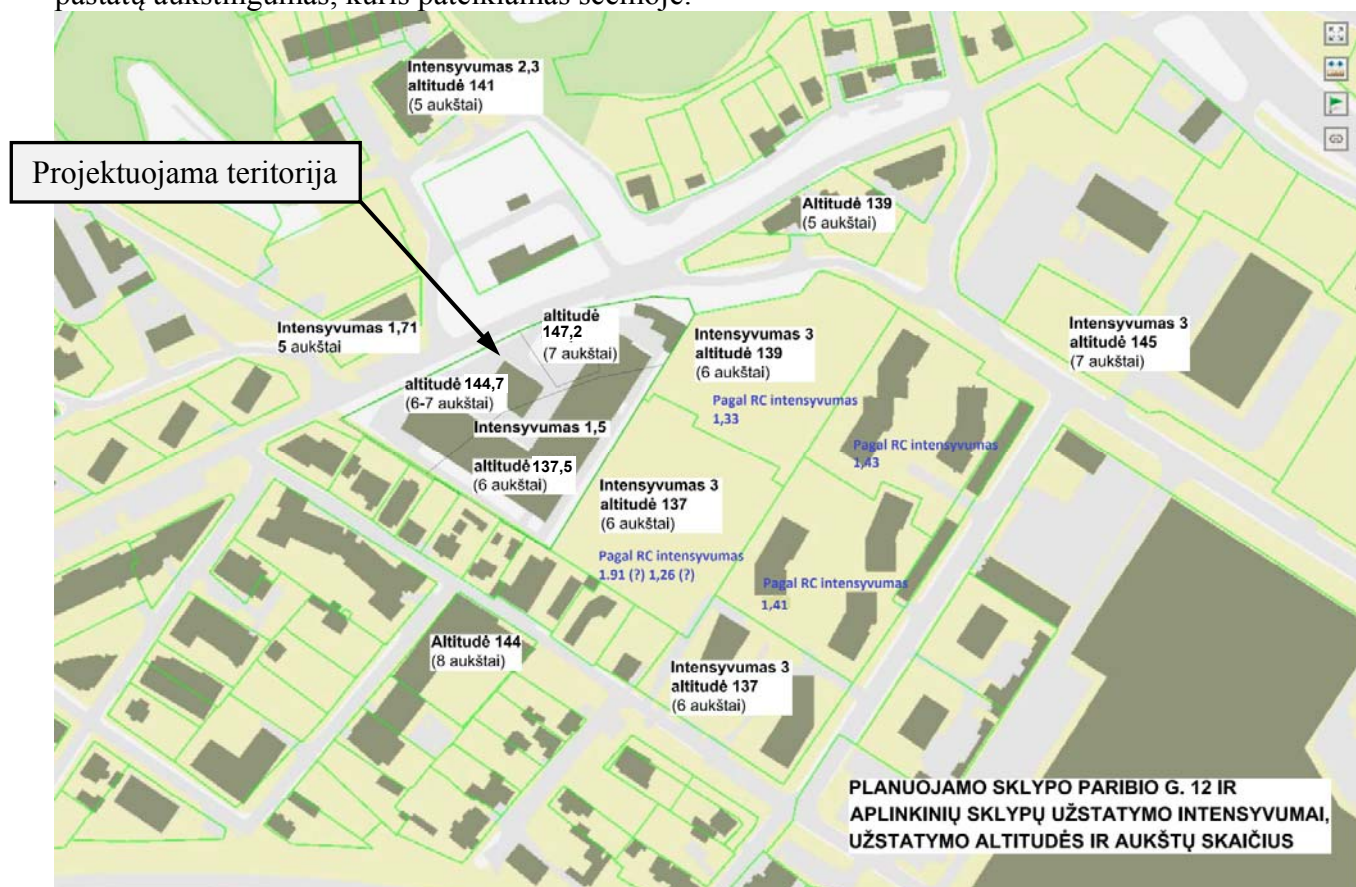 pastatų aukštingumas, kuris pateikiamas schemoje.
Intensyvumas 2,3
altitudė 141
(5 aukštai)
Projektuojama teritorija
Altitudė 139
(5 aukštai)
Intensyvumas 1,71
5 aukštai
altitudė
147,2
(7 aukštai)
Intensyvumas 3
altitudė 139
(6 aukštai)
Pagal RC intensyvumas
1,33
Intensyvumas 3
altitudė 145
(7 aukštai)
altitudė 144,7
(6-7 aukštai)
Intensyvumas 1,5
altitudė 137,5
(6 aukštai)
Pagal RC intensyvumas
1,43
Intensyvumas 3
altitudė 137
(6 aukštai)
Pagal RC intensyvumas
1.91 (?) 1,26 (?)
Pagal RC intensyvumas
1,41
Altitudė 144
(8 aukštai)
Intensyvumas 3
altitudė 137
(6 aukštai)
PLANUOJAMO SKLYPO PARIBIO G. 12 IR
APLINKINIŲ SKLYPŲ UŽSTATYMO INTENSYVUMAI,
UŽSTATYMO ALTITUDĖS IR AUKŠTŲ SKAIČIUS